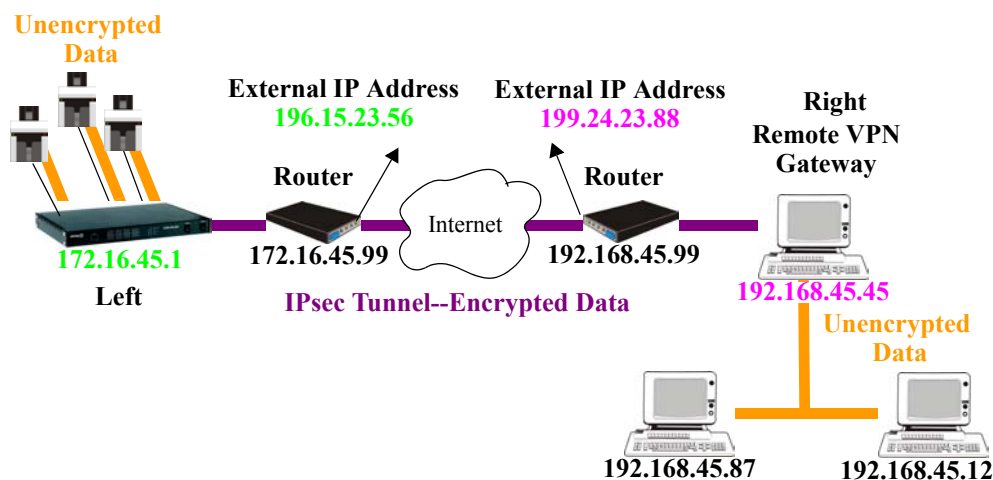 Unencrypted
Data
External IP Address
196.15.23.56
External IP Address
199.24.23.88
Right
Remote VPN
Gateway
Router
Internet
Router
172.16.45.1
Left
172.16.45.99
192.168.45.99
192.168.45.45
IPsec Tunnel--Encrypted Data
Unencrypted
Data
192.168.45.87
192.168.45.12